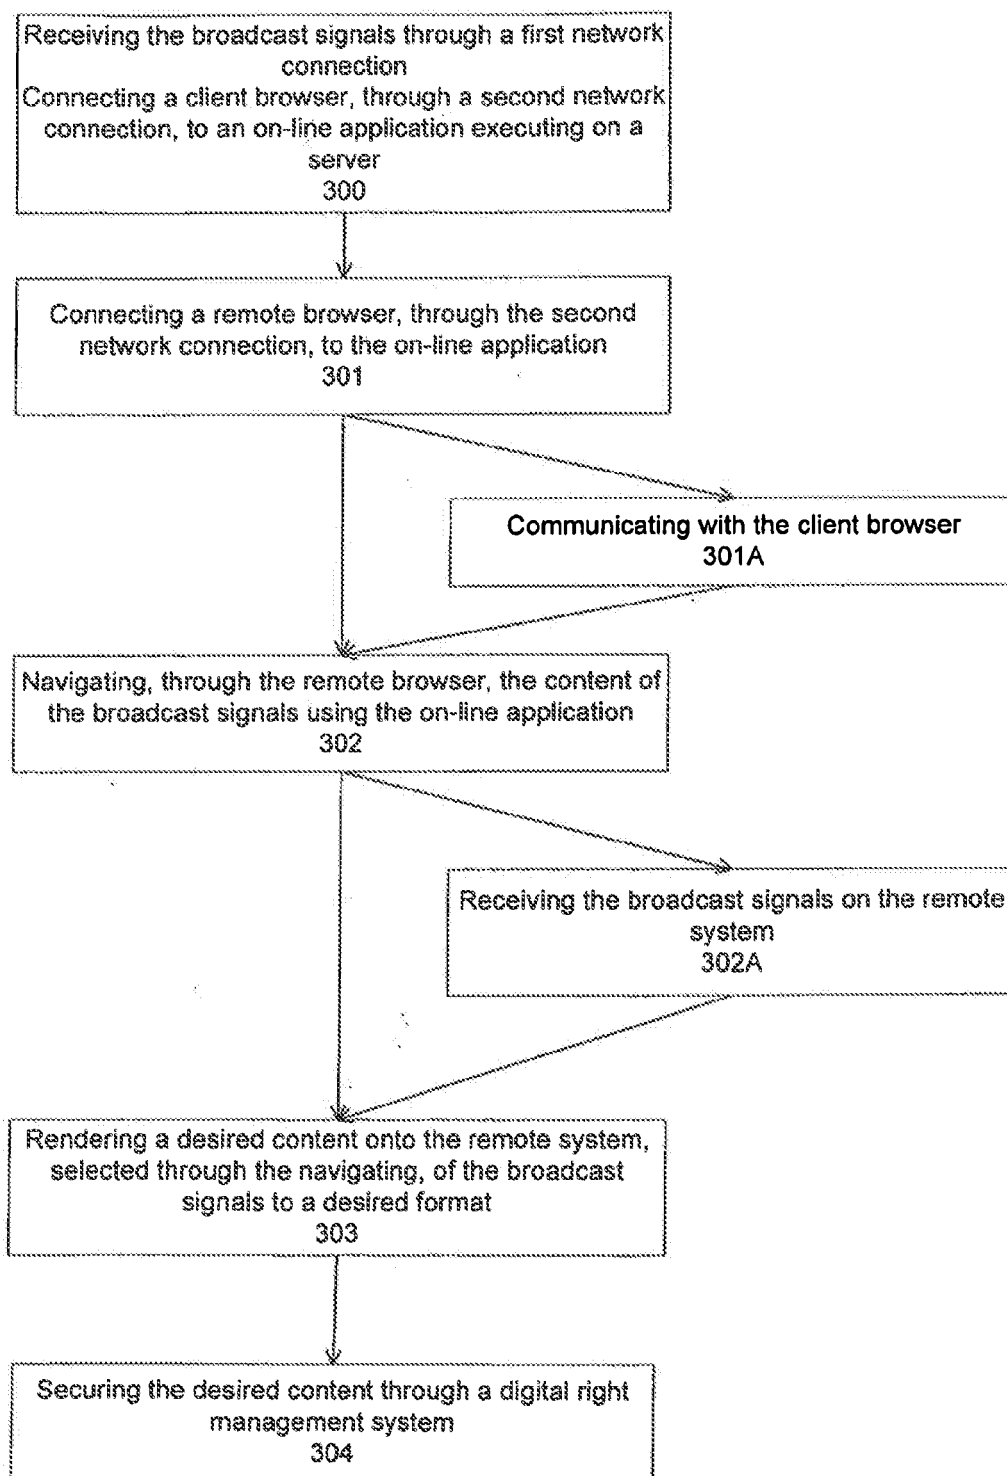 Receiving the broadcast signals through a first network
connection
Connecting a client browser, through a second network
connection, to an on-line application executing on a
server
300
Connecting a remote browser, through the second
network connection, to the on-line application
301
Communicating with the client browser
301A
Navigating, through the remote browser, the content of
the broadcast signals using the on-line application
302
Receiving the broadcast signals on the remote
system
302A
Rendering a desired content onto the remote system,
selected through the navigating, of the broadcast
signals to a desired format
303
Securing the desired content through a digital right
management system
304